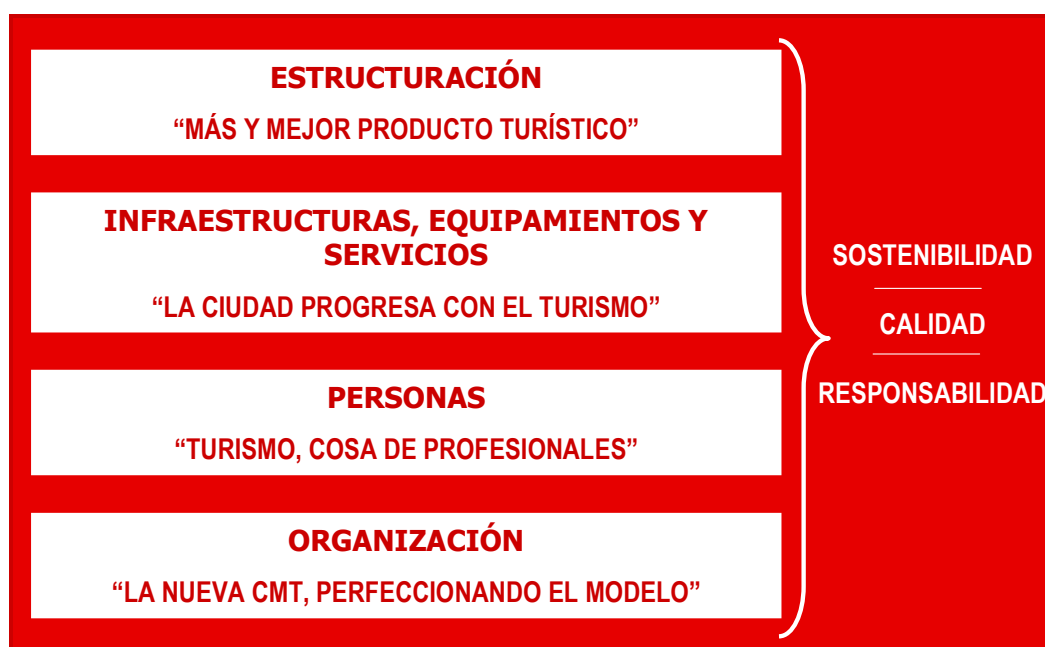 ESTRUCTURACIÓN
“MÁS Y MEJOR PRODUCTO TURÍSTICO”
INFRAESTRUCTURAS, EQUIPAMIENTOS Y
SERVICIOS
“LA CIUDAD PROGRESA CON EL TURISMO”
PERSONAS
“TURISMO, COSA DE PROFESIONALES”
ORGANIZACIÓN
“LA NUEVA CMT, PERFECCIONANDO EL MODELO”
SOSTENIBILIDAD
CALIDAD
RESPONSABILIDAD